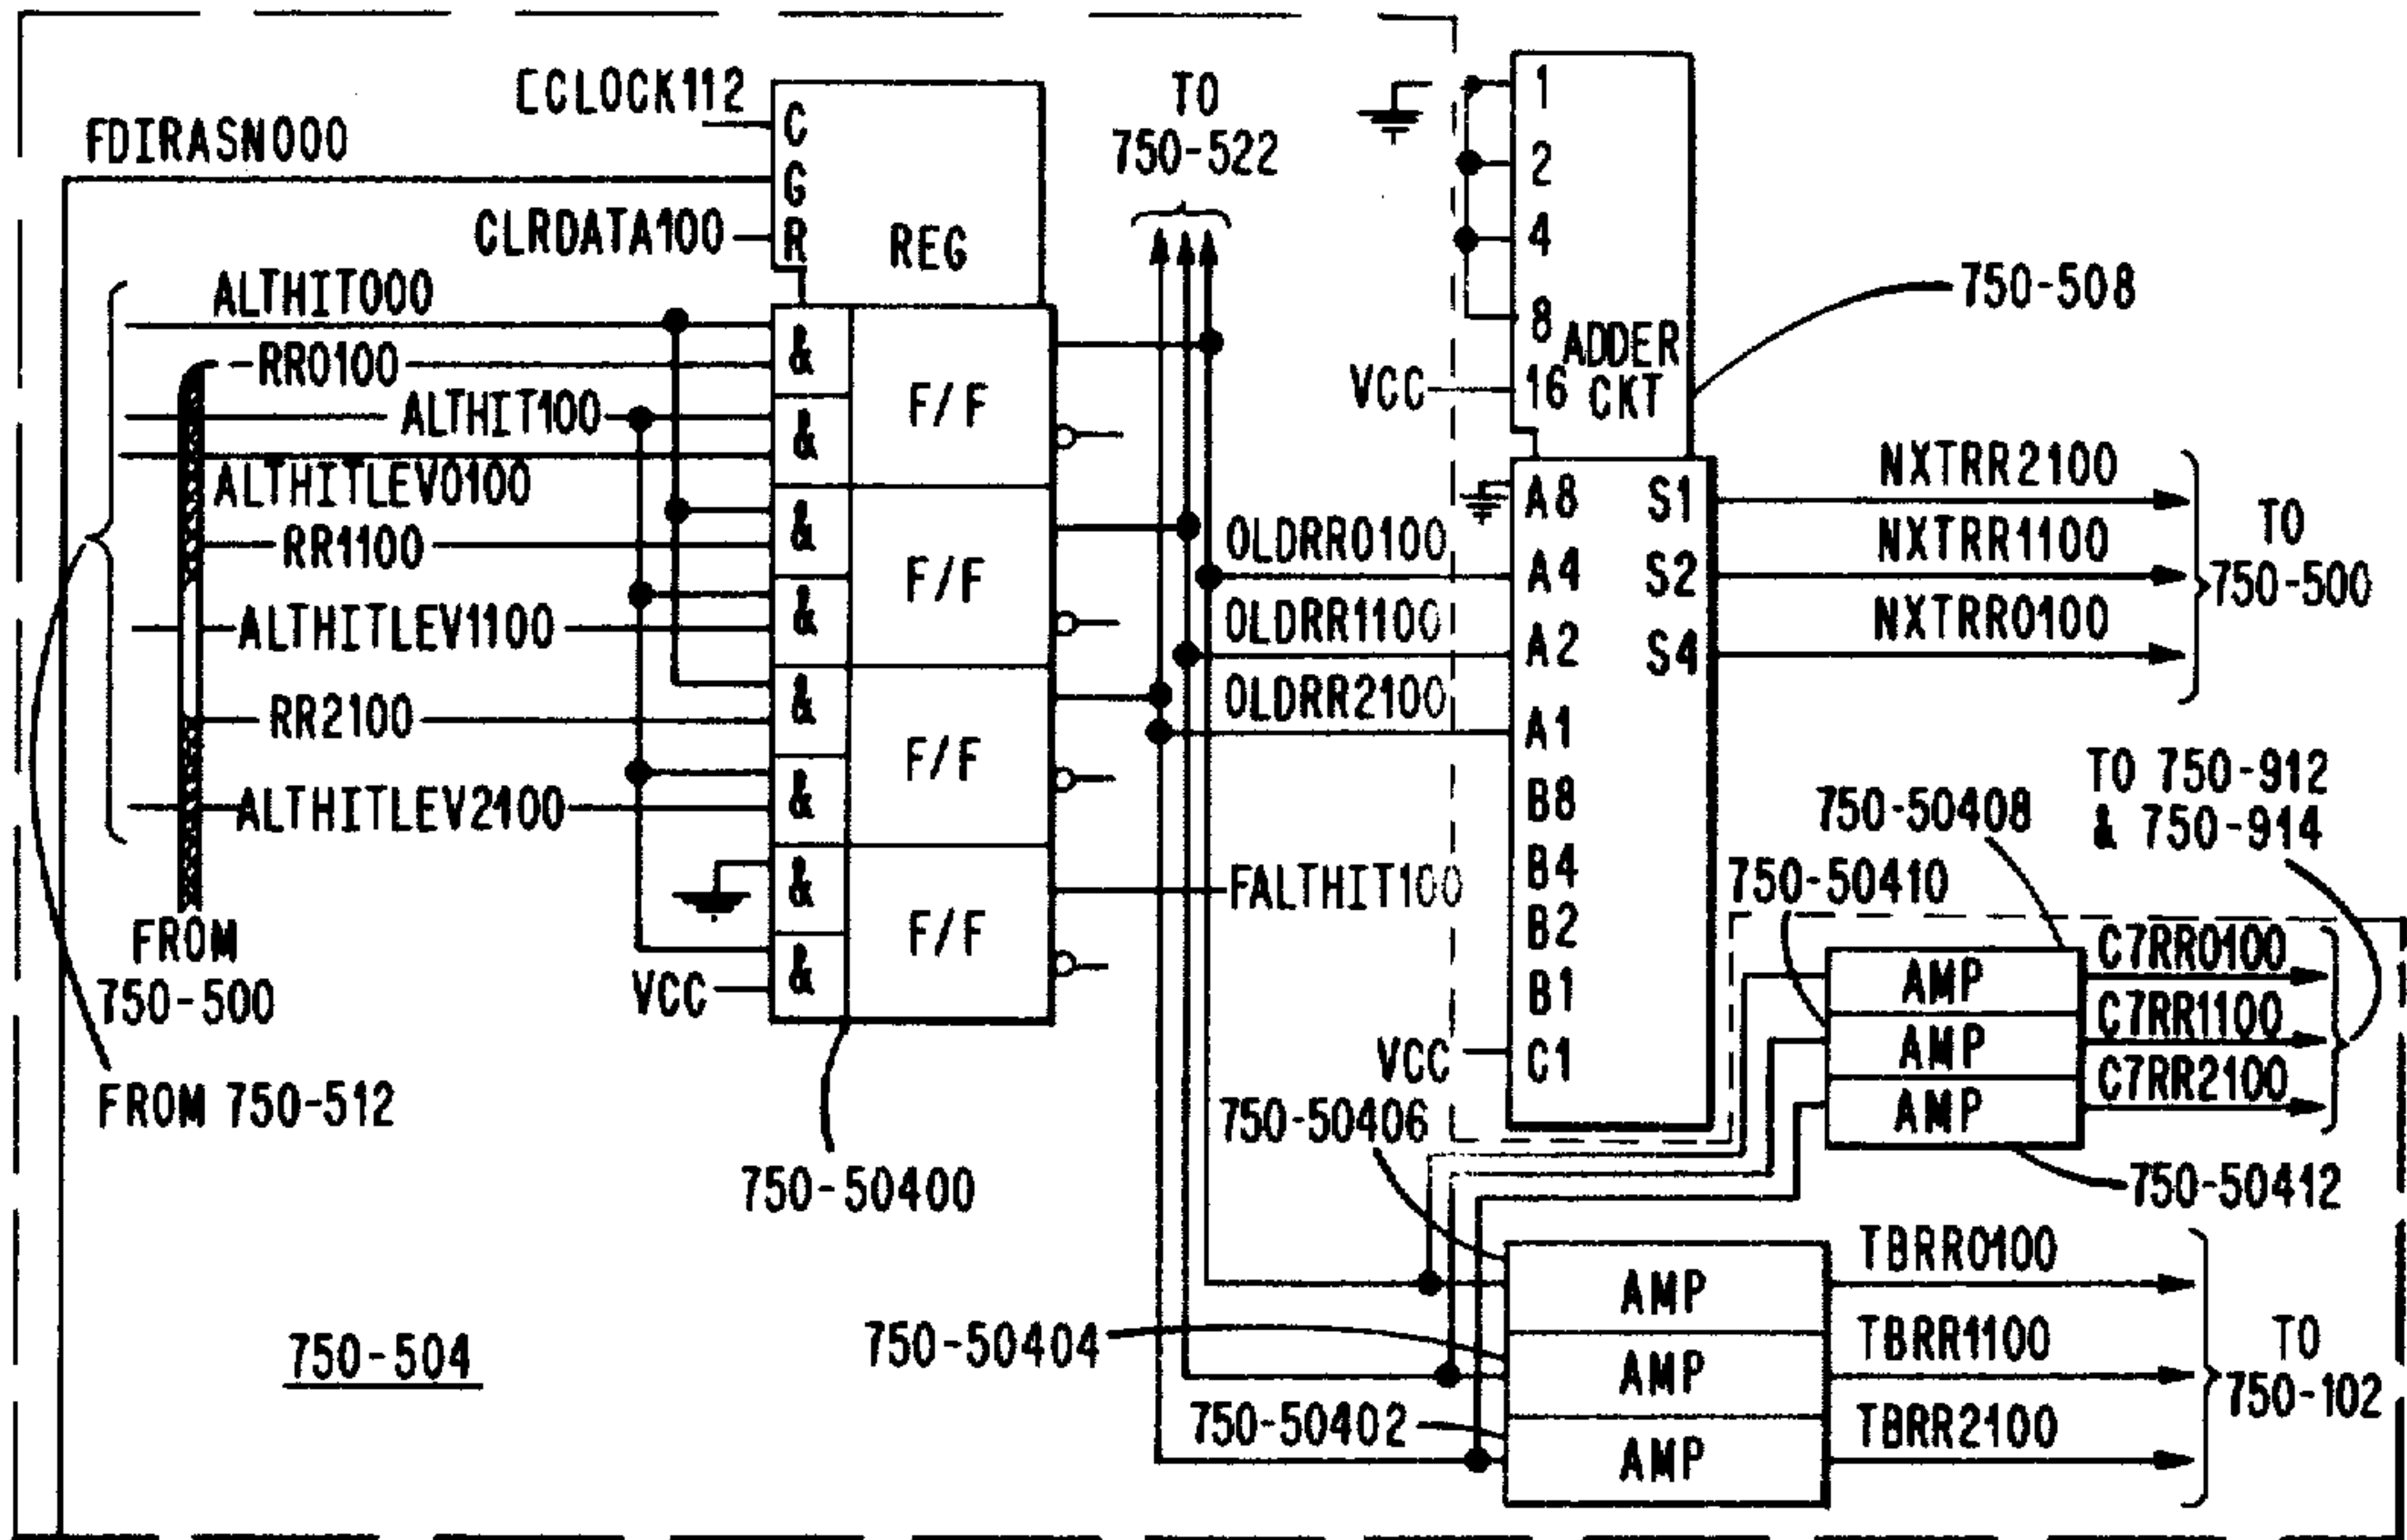 [CLOCK112
FDIRASN000
CLRDATA100
C
G
R
REG
ALTHIT000
-RR0100
ALTHIT100
ALTHITLEV0100
RR1100
ALTHITLEV1100
RR2100
ALTHITLEV2100
VCC
&
&
&
&
&
&
&
&
F/F
F/F
F/F
F/F
FROM
750-500
FROM 750-512
750-50400
750-504
TO
750-522
OLDRR0100
OLDRR1100
OLDRR2100
FALTHIT100
1
2
4
8
VCC
16
ADDER
CKT
750-508
A8
A4
A2
A1
B8
B4
B2
B1
VCC
C1
S1
S2
S4
NXTRR2100
NXTRR1100
NXTRR0100
TO
750-500
TO 750-912
& 750-914
750-50408
750-50410
AMP
AMP
AMP
C7RR0100
C7RR1100
C7RR2100
750-50412
750-50406
750-50404
750-50402
AMP
AMP
AMP
TBRR0100
TBRR1100
TBRR2100
TO
750-102